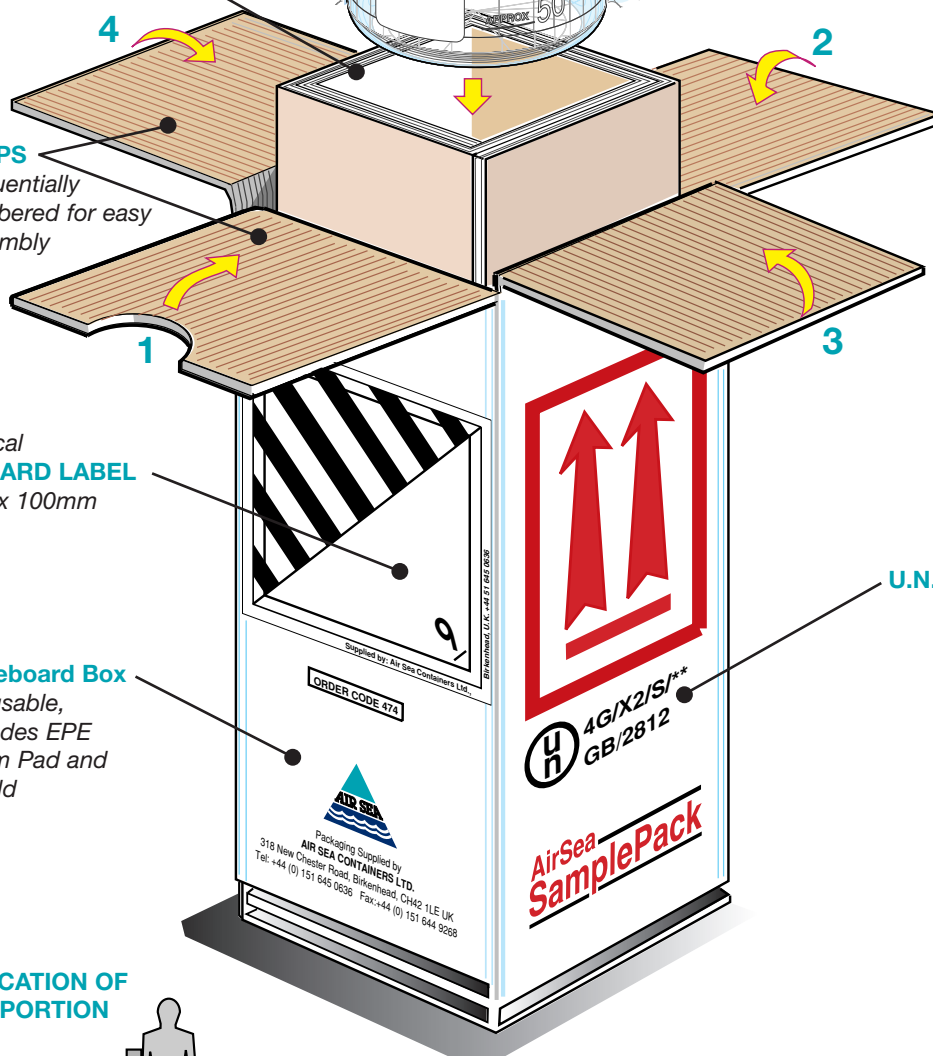 APPROX 50
4
2
PS
uentially
bered for easy
mbly
1
3
cal
ARD LABEL
x 100mm
9
Supplied by: Air Sea Containers Ltd.,
Birkenhead, U.K. +44 51 645 0636
U.N.
eboard Box
usable,
des EPE
m Pad and
ld
ORDER CODE 474
un
4G/X2/S/**
GB/2812
AIR SEA
Packaging Supplied by
AIR SEA CONTAINERS LTD.
318 New Chester Road, Birkenhead, CH42 1LE UK
Tel: +44 (0) 151 645 0636 Fax:+44 (0) 151 644 9268
AirSea
SamplePack
CATION OF
PORTION